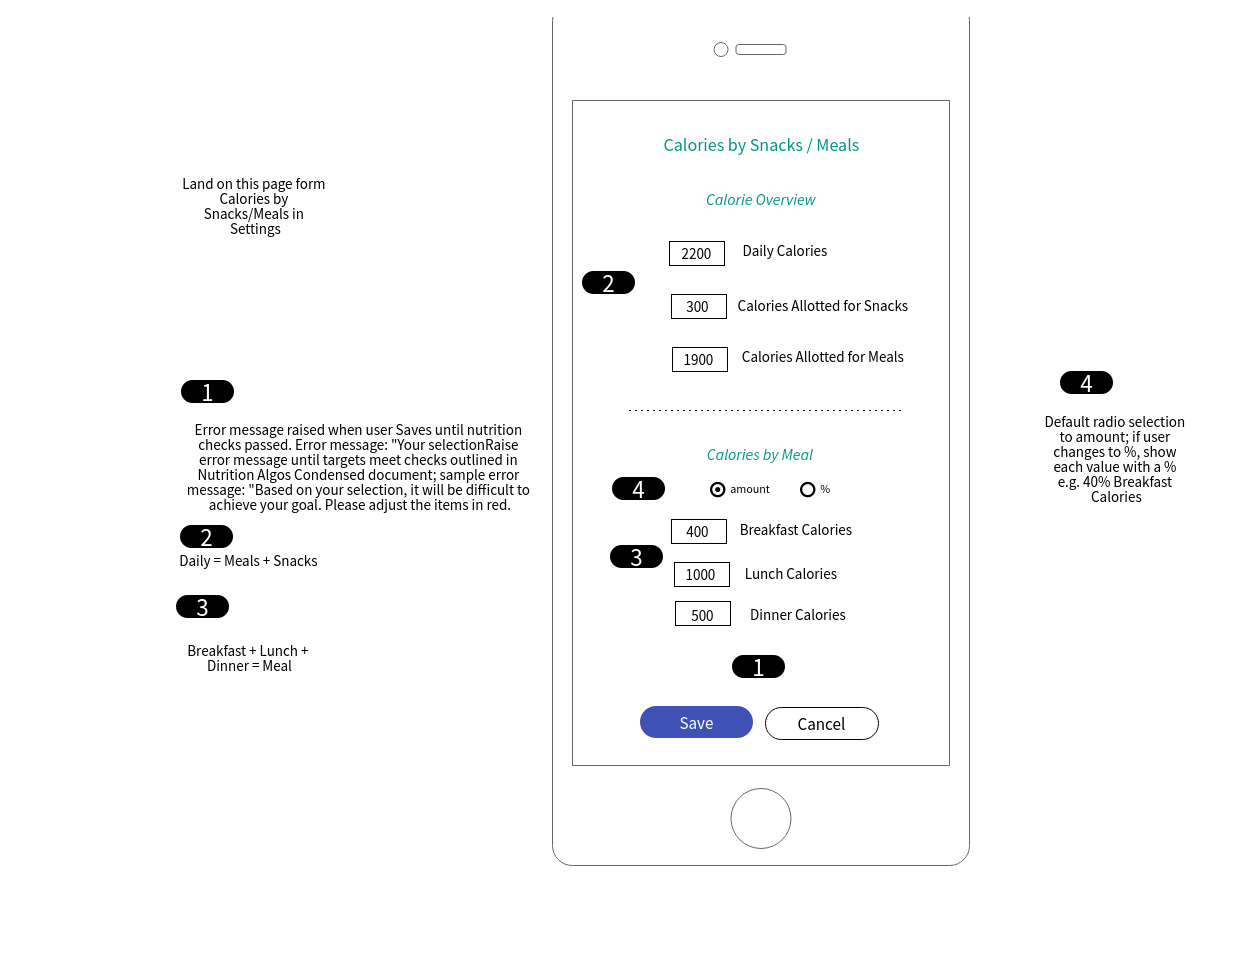 Calories by Snacks / Meals
Land on this page form
Calories by
Snacks/Meals in
Settings
Calorie Overview
2200 Daily Calories
2
300 Calories Allotted for Snacks
1900 Calories Allotted for Meals
1
Error message raised when user Saves until nutrition
checks passed. Error message: "Your selectionRaise
error message until targets meet checks outlined in
Nutrition Algos Condensed document; sample error
message: "Based on your selection, it will be difficult to
achieve your goal. Please adjust the items in red.
2
Daily = Meals + Snacks
3
Breakfast + Lunch +
Dinner = Meal
Calories by Meal
4 amount %
400 Breakfast Calories
3
1000 Lunch Calories
500 Dinner Calories
1
Save Cancel
4
Default radio selection
to amount; if user
changes to %, show
each value with a %
e.g. 40% Breakfast
Calories